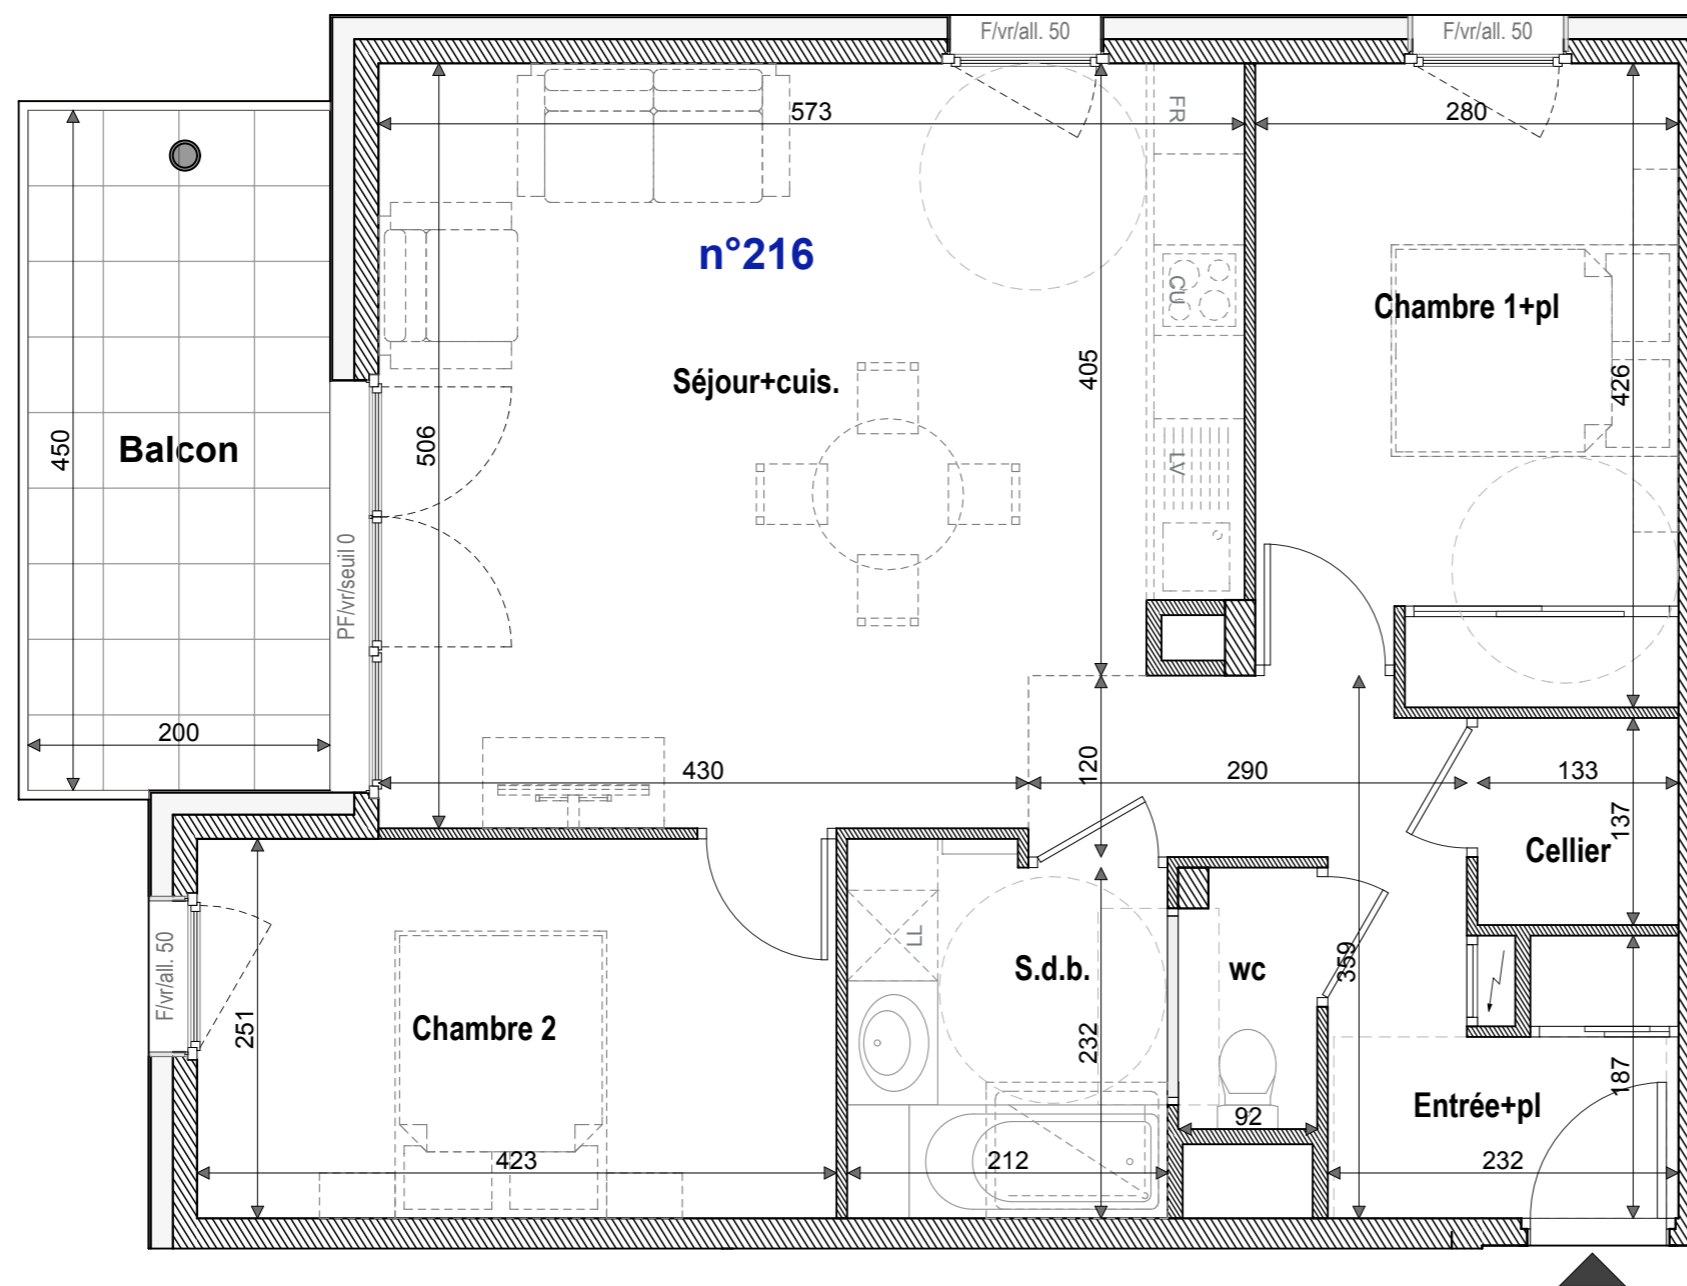 F/vr/all. 50
F/vr/all. 50
573
FR
280
n°216
CU
Chambre 1+pl
Séjour+cuis.
405
426
Balcon
450
506
LV
PF/vr/seuil 0
200
430
120
290
133
137
Cellier
F/vr/all. 50
LL
S.d.b.
wc
359
251
Chambre 2
232
187
Entrée+pl
92
423
212
232